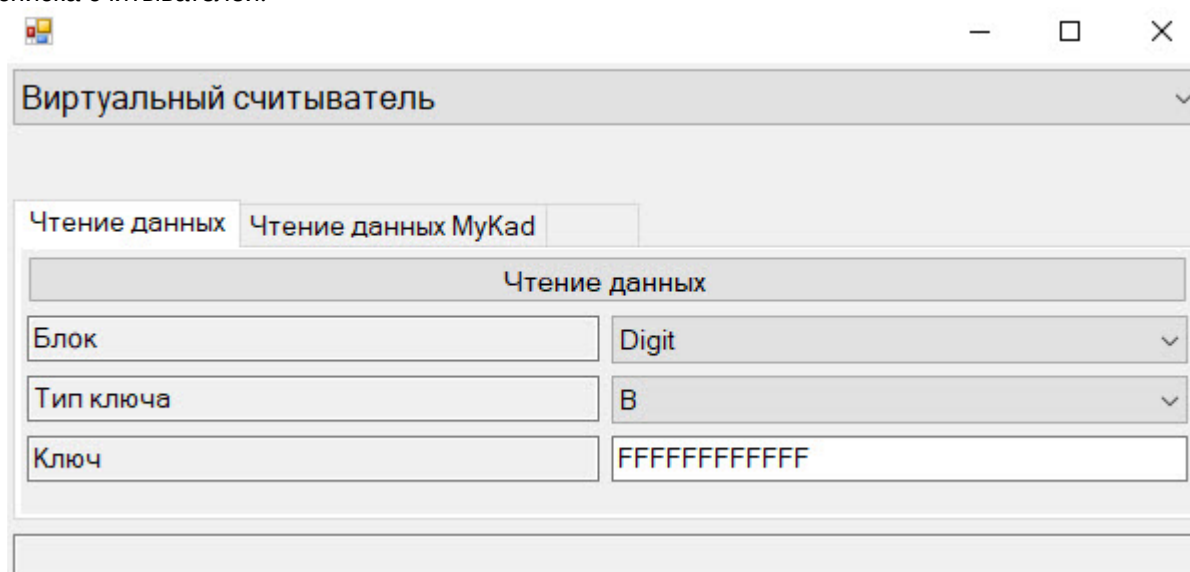 Виртуальный считыватель
Чтение данных Чтение данных MyKad
Чтение данных
Блок Digit
Тип ключа B
Ключ FFFFFFFFFFFF